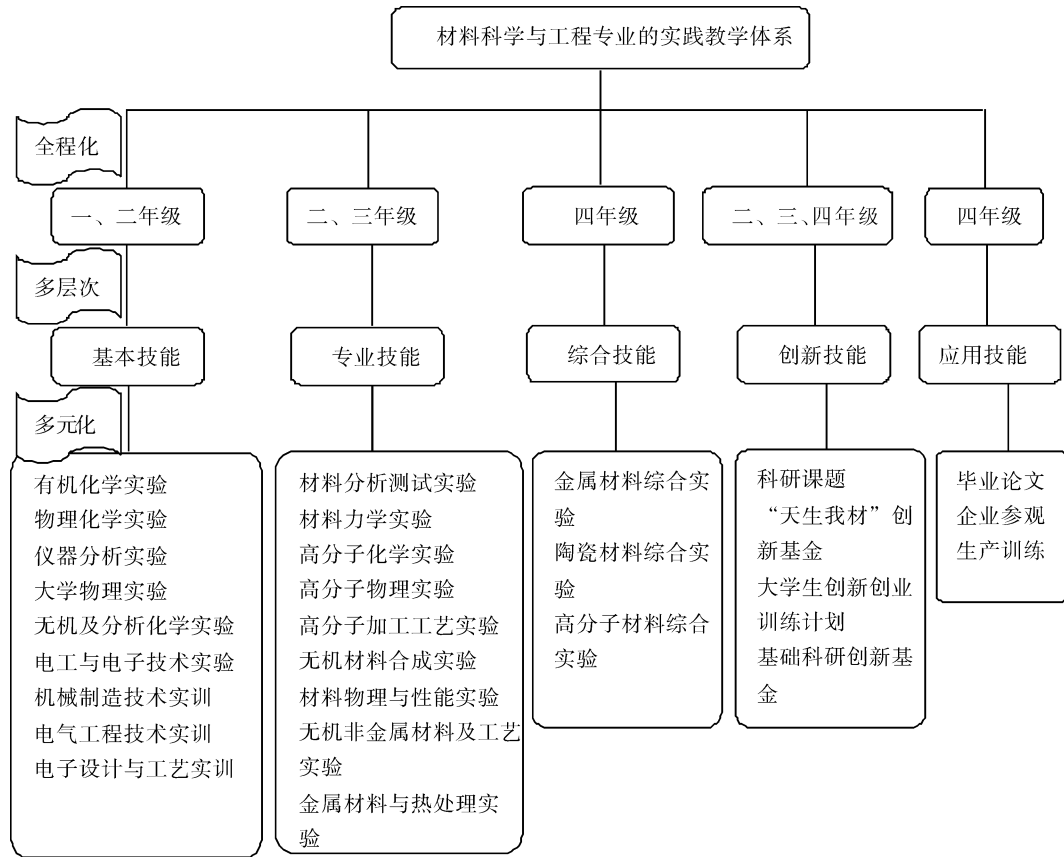 材料科学与工程专业的实践教学体系
全程化
一、二年级
二、三年级
四年级
二、三、四年级
四年级
多层次
基本技能
专业技能
综合技能
创新技能
应用技能
多元化
有机化学实验
物理化学实验
仪器分析实验
大学物理实验
无机及分析化学实验
电工与电子技术实验
机械制造技术实训
电气工程技术实训
电子设计与工艺实训
材料分析测试实验
材料力学实验
高分子化学实验
高分子物理实验
高分子加工工艺实验
无机材料合成实验
材料物理与性能实验
无机非金属材料及工艺
实验
金属材料与热处理实
验
金属材料综合实
验
陶瓷材料综合实
验
高分子材料综合
实验
科研课题
“天生我材”创
新基金
大学生创新创业
训练计划
基础科研创新基
金
毕业论文
企业参观
生产训练